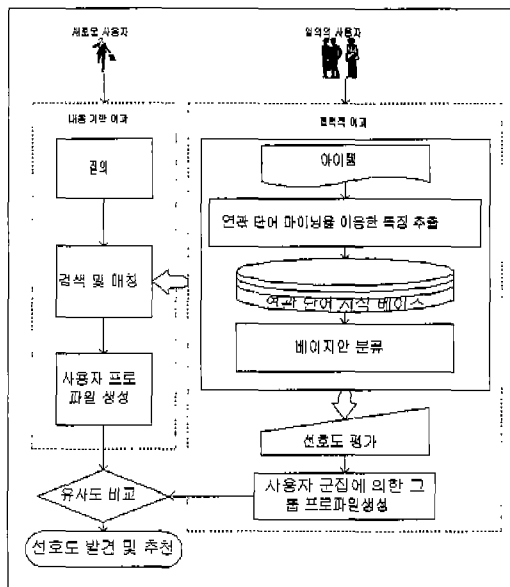 새로운 사용자
임의의 사용자
내용 기반 여과
협력적 여과
질의
아이템
연관 단어 마이닝을 이용한 특징 추출
검색 및 매칭
연관 단어 지식 베이스
베이지안 분류
사용자 프로
파일 생성
선호도 평가
유사도 비교
사용자 군집에 의한 그
룹 프로파일생성
선호도 발견 및 추천